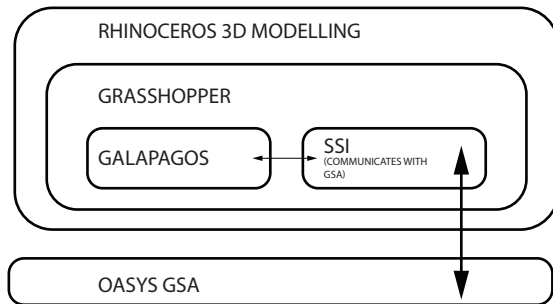 RHINOCEROS 3D MODELLING
GRASSHOPPER
GALAPAGOS
SSI
(COMMUNICATES WITH
GSA)
OASYS GSA